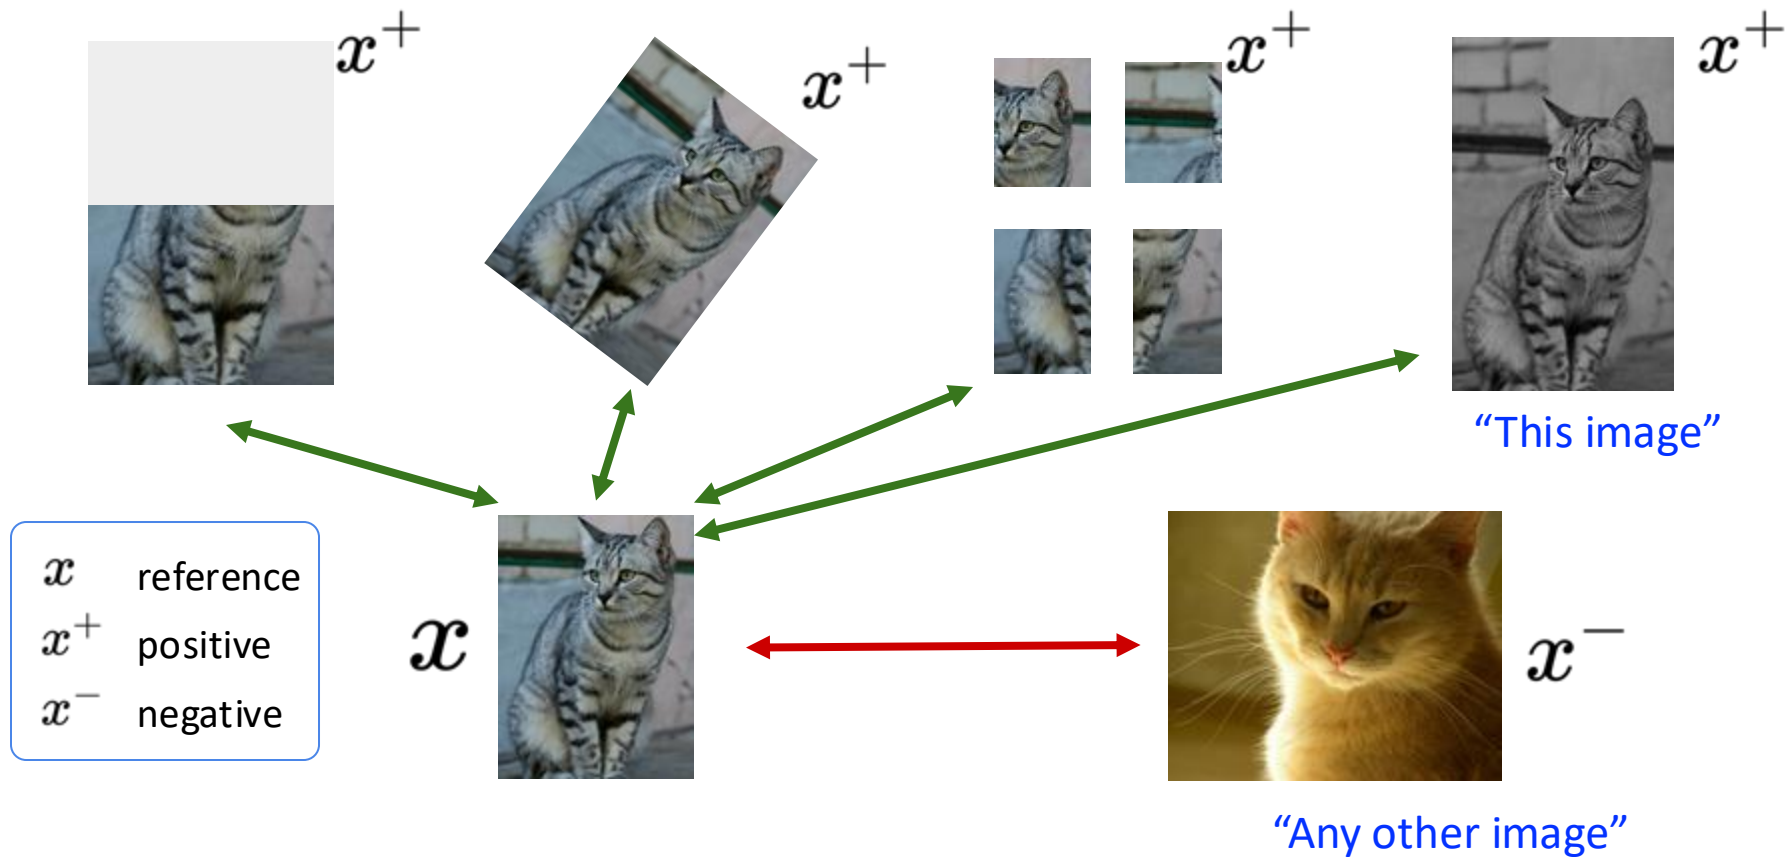 x⁺
x⁺
x⁺
x⁺
“This image”
x reference
x⁺ positive
x⁻ negative
x
x⁻
“Any other image”